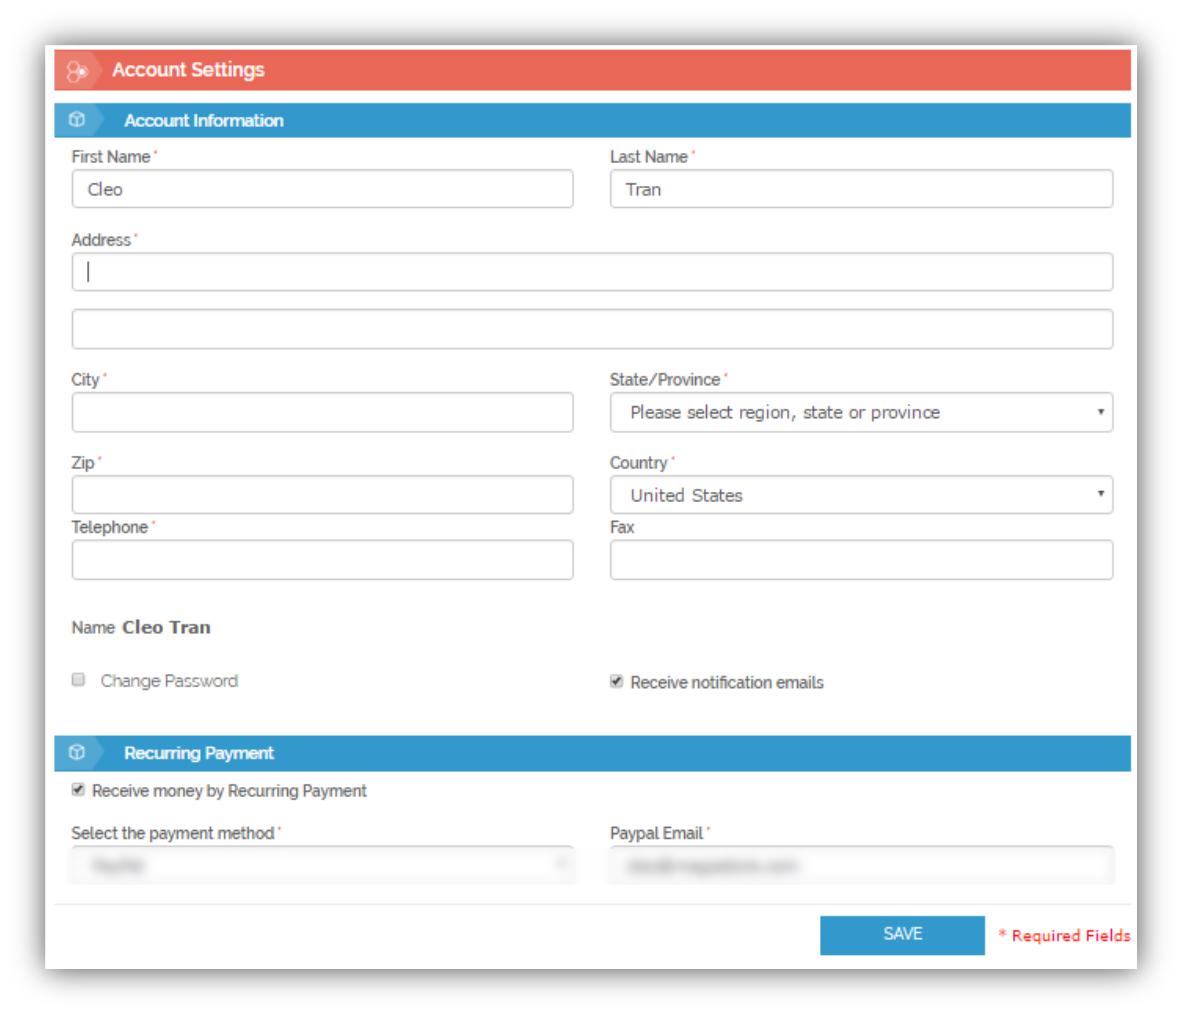 Account Settings
Account Information
First Name *
Last Name *
Cleo
Tran
Address *
City *
State/Province *
Please select region, state or province
Zip *
Country *
United States
Telephone *
Fax
Name Cleo Tran
Change Password
Receive notification emails
Recurring Payment
Receive money by Recurring Payment
Select the payment method *
Paypal Email *
SAVE
* Required Fields